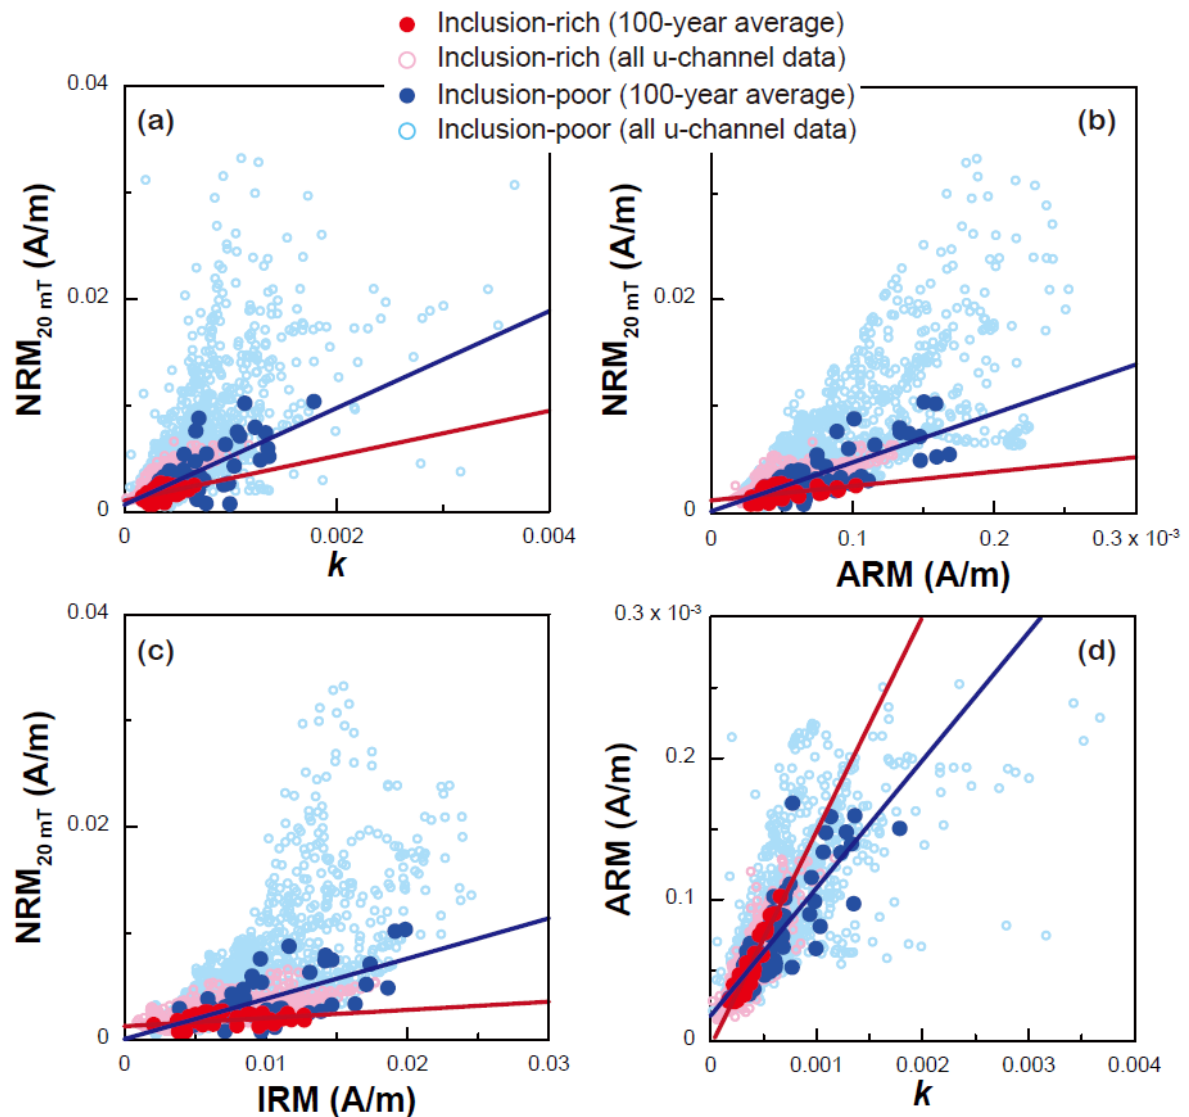 Inclusion-rich (100-year average)
Inclusion-rich (all u-channel data)
Inclusion-poor (100-year average)
Inclusion-poor (all u-channel data)
(a)
0.04
0.02
0
NRM20 mT (A/m)
0
0.002
0.004
k
(b)
0.04
0.02
0
NRM20 mT (A/m)
0
0.1
0.2
0.3 x 10-3
ARM (A/m)
(c)
0.04
0.02
0
NRM20 mT (A/m)
0
0.01
0.02
0.03
IRM (A/m)
(d)
0.3 x 10-3
0.2
0.1
0
ARM (A/m)
0
0.001
0.002
0.003
0.004
k